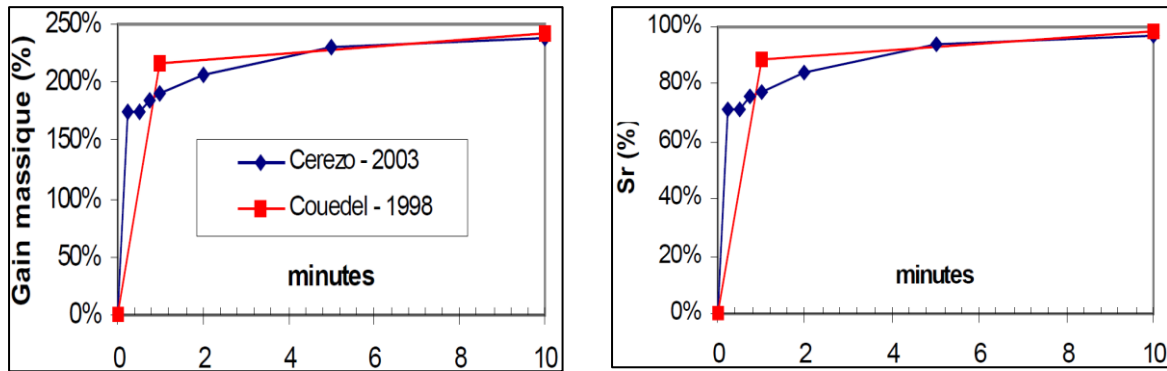 Gain massique (%)
250%
200%
150%
100%
50%
0%
Cerezo - 2003
Couedel - 1998
minutes
0 2 4 6 8 10
Sr (%)
100%
80%
60%
40%
20%
0%
minutes
0 2 4 6 8 10